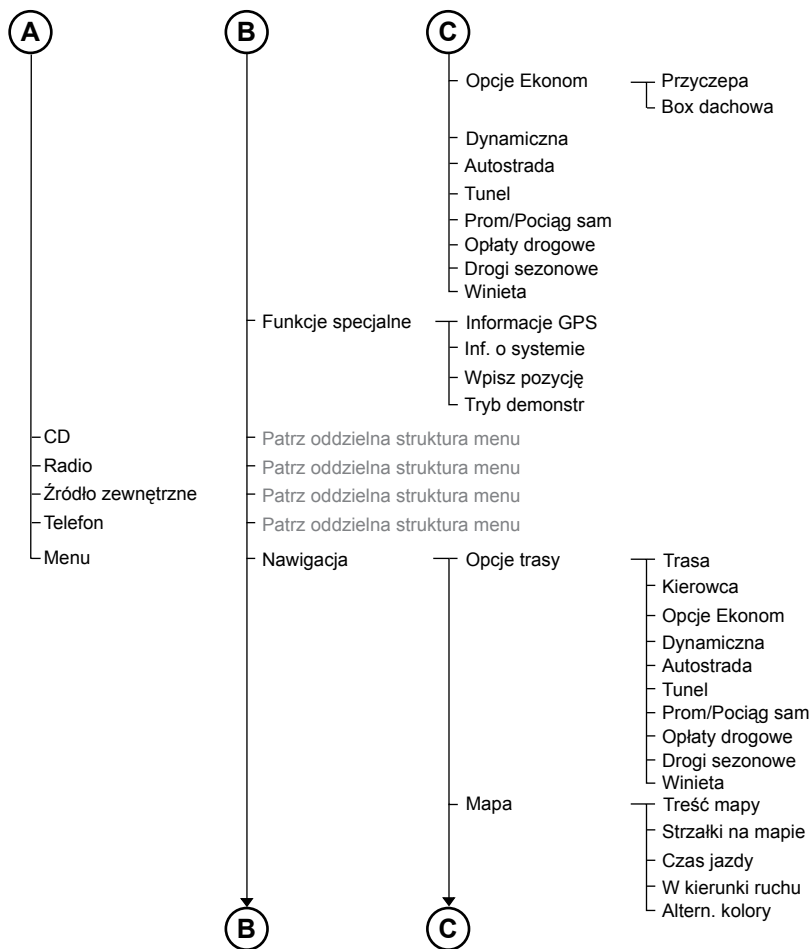 A B C
Opcje Ekonom Przyczepa
Box dachowa
Dynamiczna
Autostrada
Tunel
Prom/Pociąg sam
Opłaty drogowe
Drogi sezonowe
Winieta
Funkcje specjalne Informacje GPS
Inf. o systemie
Wpisz pozycję
Tryb demonstr
CD Patrz oddzielna struktura menu
Radio Patrz oddzielna struktura menu
Źródło zewnętrzne Patrz oddzielna struktura menu
Telefon Patrz oddzielna struktura menu
Menu Nawigacja Opcje trasy Trasa
Kierowca
Opcje Ekonom
Dynamiczna
Autostrada
Tunel
Prom/Pociąg sam
Opłaty drogowe
Drogi sezonowe
Winieta
Mapa Treść mapy
Strzałki na mapie
Czas jazdy
W kierunki ruchu
Altern. kolory
B C